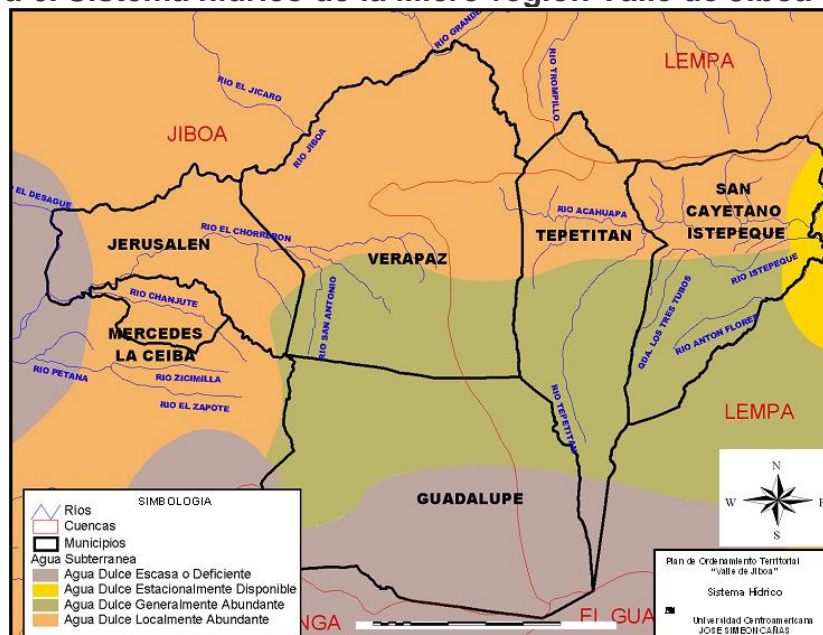 RIO GRANDE
LEMPA
RIO TROMPILLO
RIO EL JICARO
JIBOA
RIO JIBOA
EL DESAGUE
SAN
CAYETANO
ISTEPEQUE
RIO ACAHUAPA
TEPETITAN
JERUSALEN
RIO EL CHORRERON
VERAPAZ
RIO ISTEPEQUE
RIO CHANJUTE
RIO SAN ANTONIO
QDA. LOS TRES TUBOS
RIO ANTON FLORES
MERCEDES
LA CEIBA
RIO PETANA
RIO ZICIMILLA
RIO EL ZAPOTE
RIO TEPETITAN
LEMPA
GUADALUPE
N
W
E
S
SIMBOLOGIA
Ríos
Cuencas
Municipios
Agua Subterranea
Agua Dulce Escasa o Deficiente
Agua Dulce Estacionalmente Disponible
Agua Dulce Generalmente Abundante
Agua Dulce Localmente Abundante
NGA
EL GUA
Plan de Ordenamiento Territorial
"Valle de Jiboa"
Sistema Hídrico
Universidad Centroamericana
JOSE SIMEON CAÑAS